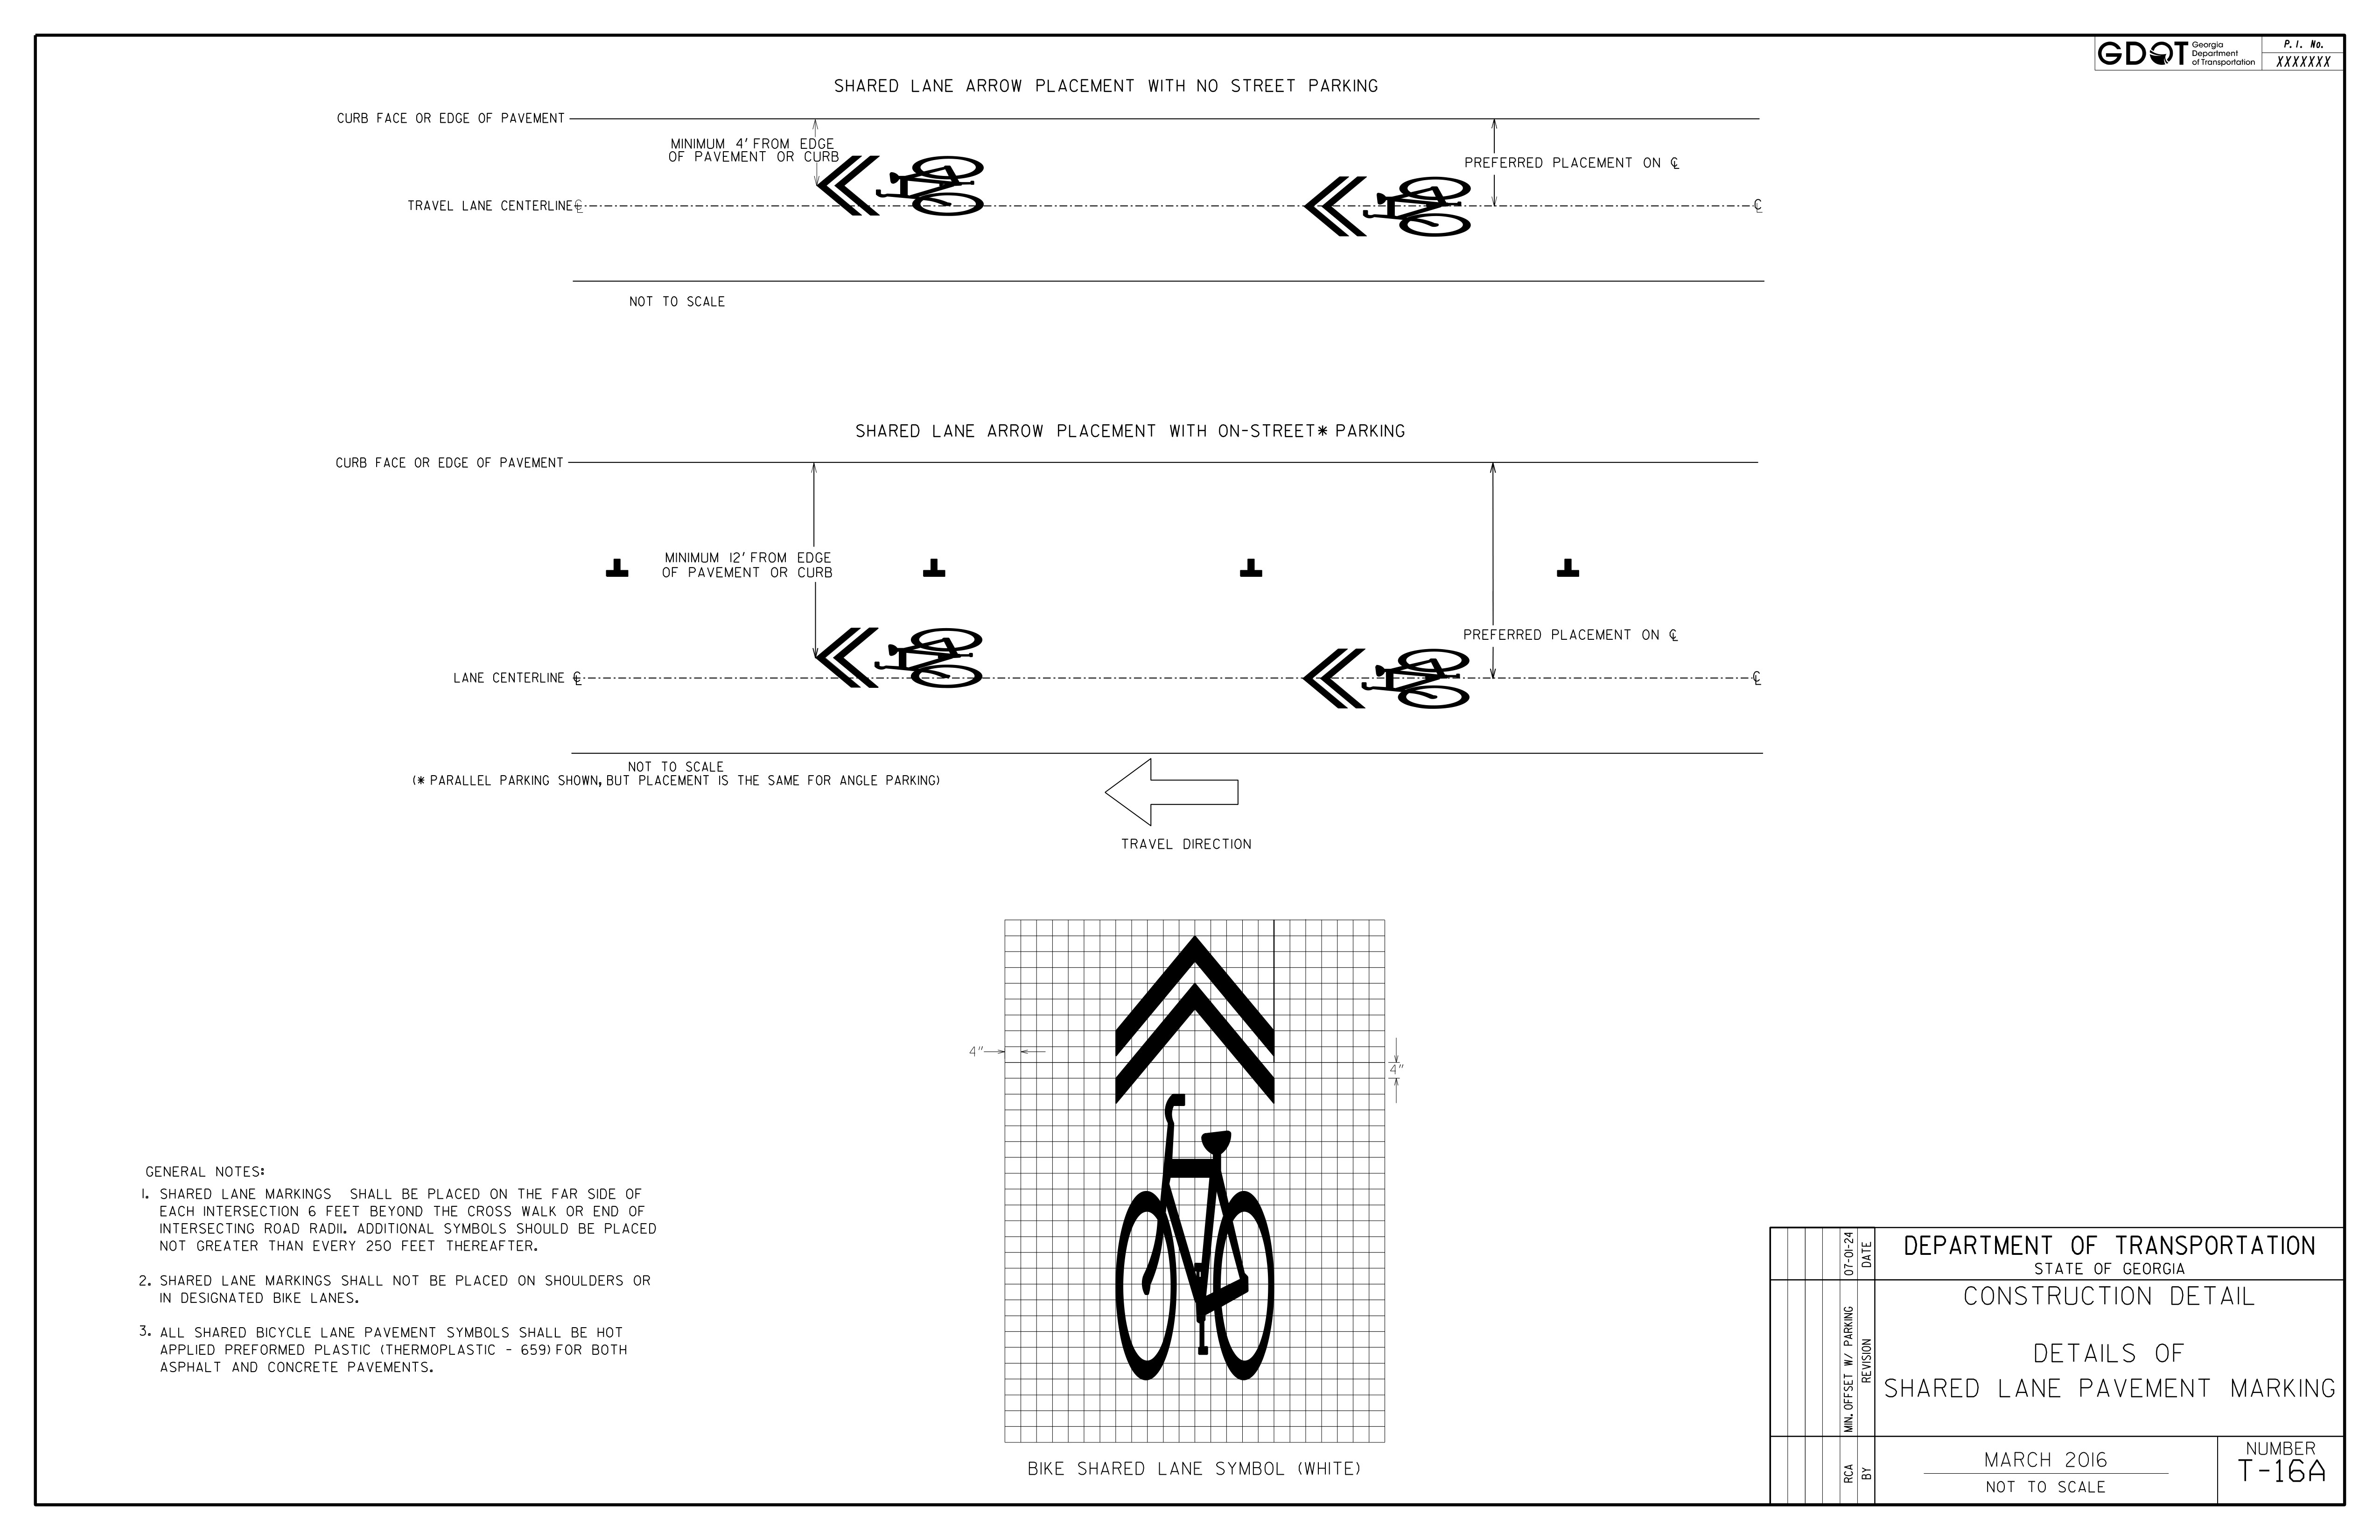 GDOT Georgia
Department
of Transportation
P. I. No.
XXXXXXX
SHARED LANE ARROW PLACEMENT WITH NO STREET PARKING
CURB FACE OR EDGE OF PAVEMENT
MINIMUM 4' FROM EDGE
OF PAVEMENT OR CURB
PREFERRED PLACEMENT ON ℄
TRAVEL LANE CENTERLINE ℄
℄
NOT TO SCALE
SHARED LANE ARROW PLACEMENT WITH ON-STREET* PARKING
CURB FACE OR EDGE OF PAVEMENT
MINIMUM 12' FROM EDGE
OF PAVEMENT OR CURB
PREFERRED PLACEMENT ON ℄
LANE CENTERLINE ℄
℄
NOT TO SCALE
(* PARALLEL PARKING SHOWN, BUT PLACEMENT IS THE SAME FOR ANGLE PARKING)
TRAVEL DIRECTION
4"
4"
BIKE SHARED LANE SYMBOL (WHITE)
GENERAL NOTES:
1. SHARED LANE MARKINGS SHALL BE PLACED ON THE FAR SIDE OF
EACH INTERSECTION 6 FEET BEYOND THE CROSS WALK OR END OF
INTERSECTING ROAD RADII. ADDITIONAL SYMBOLS SHOULD BE PLACED
NOT GREATER THAN EVERY 250 FEET THEREAFTER.
2. SHARED LANE MARKINGS SHALL NOT BE PLACED ON SHOULDERS OR
IN DESIGNATED BIKE LANES.
3. ALL SHARED BICYCLE LANE PAVEMENT SYMBOLS SHALL BE HOT
APPLIED PREFORMED PLASTIC (THERMOPLASTIC - 659) FOR BOTH
ASPHALT AND CONCRETE PAVEMENTS.
07-01-24
DATE
MIN. OFFSET W/ PARKING
REVISION
RCA
BY
DEPARTMENT OF TRANSPORTATION
STATE OF GEORGIA
CONSTRUCTION DETAIL
DETAILS OF
SHARED LANE PAVEMENT MARKING
MARCH 2016
NOT TO SCALE
NUMBER
T-16A